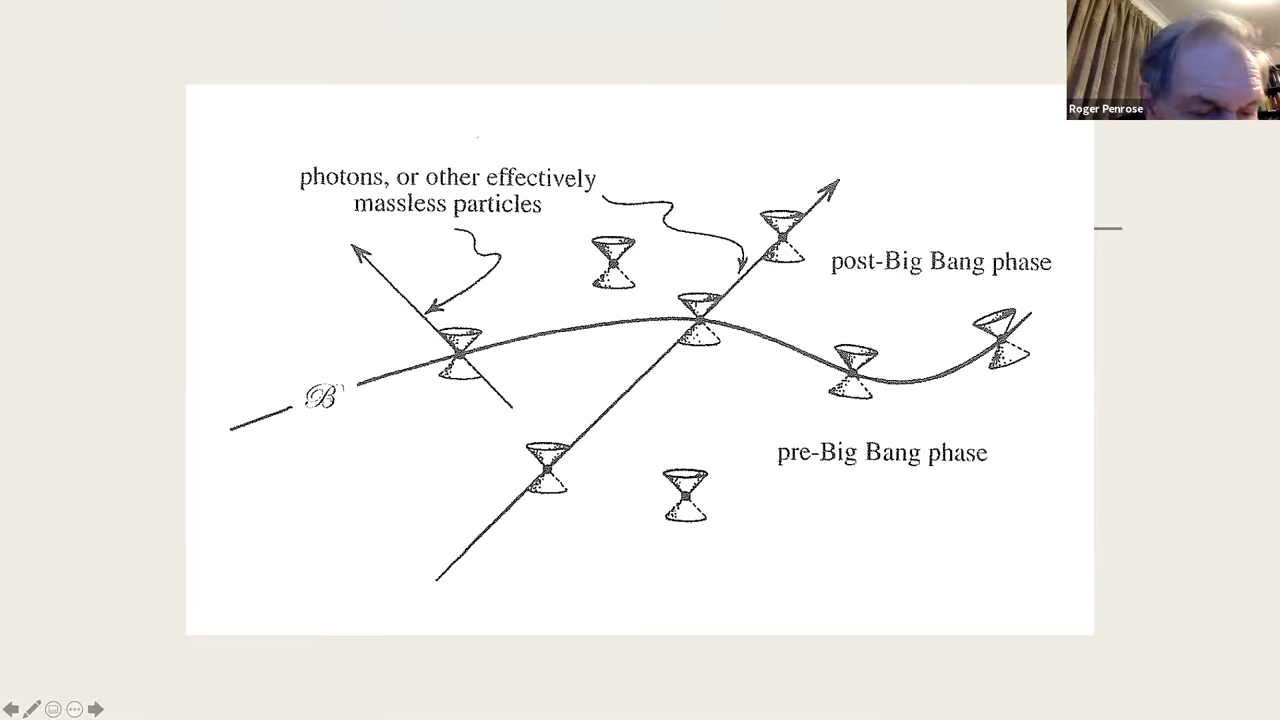 Roger Penrose
photons, or other effectively
massless particles
post-Big Bang phase
ℬ
pre-Big Bang phase